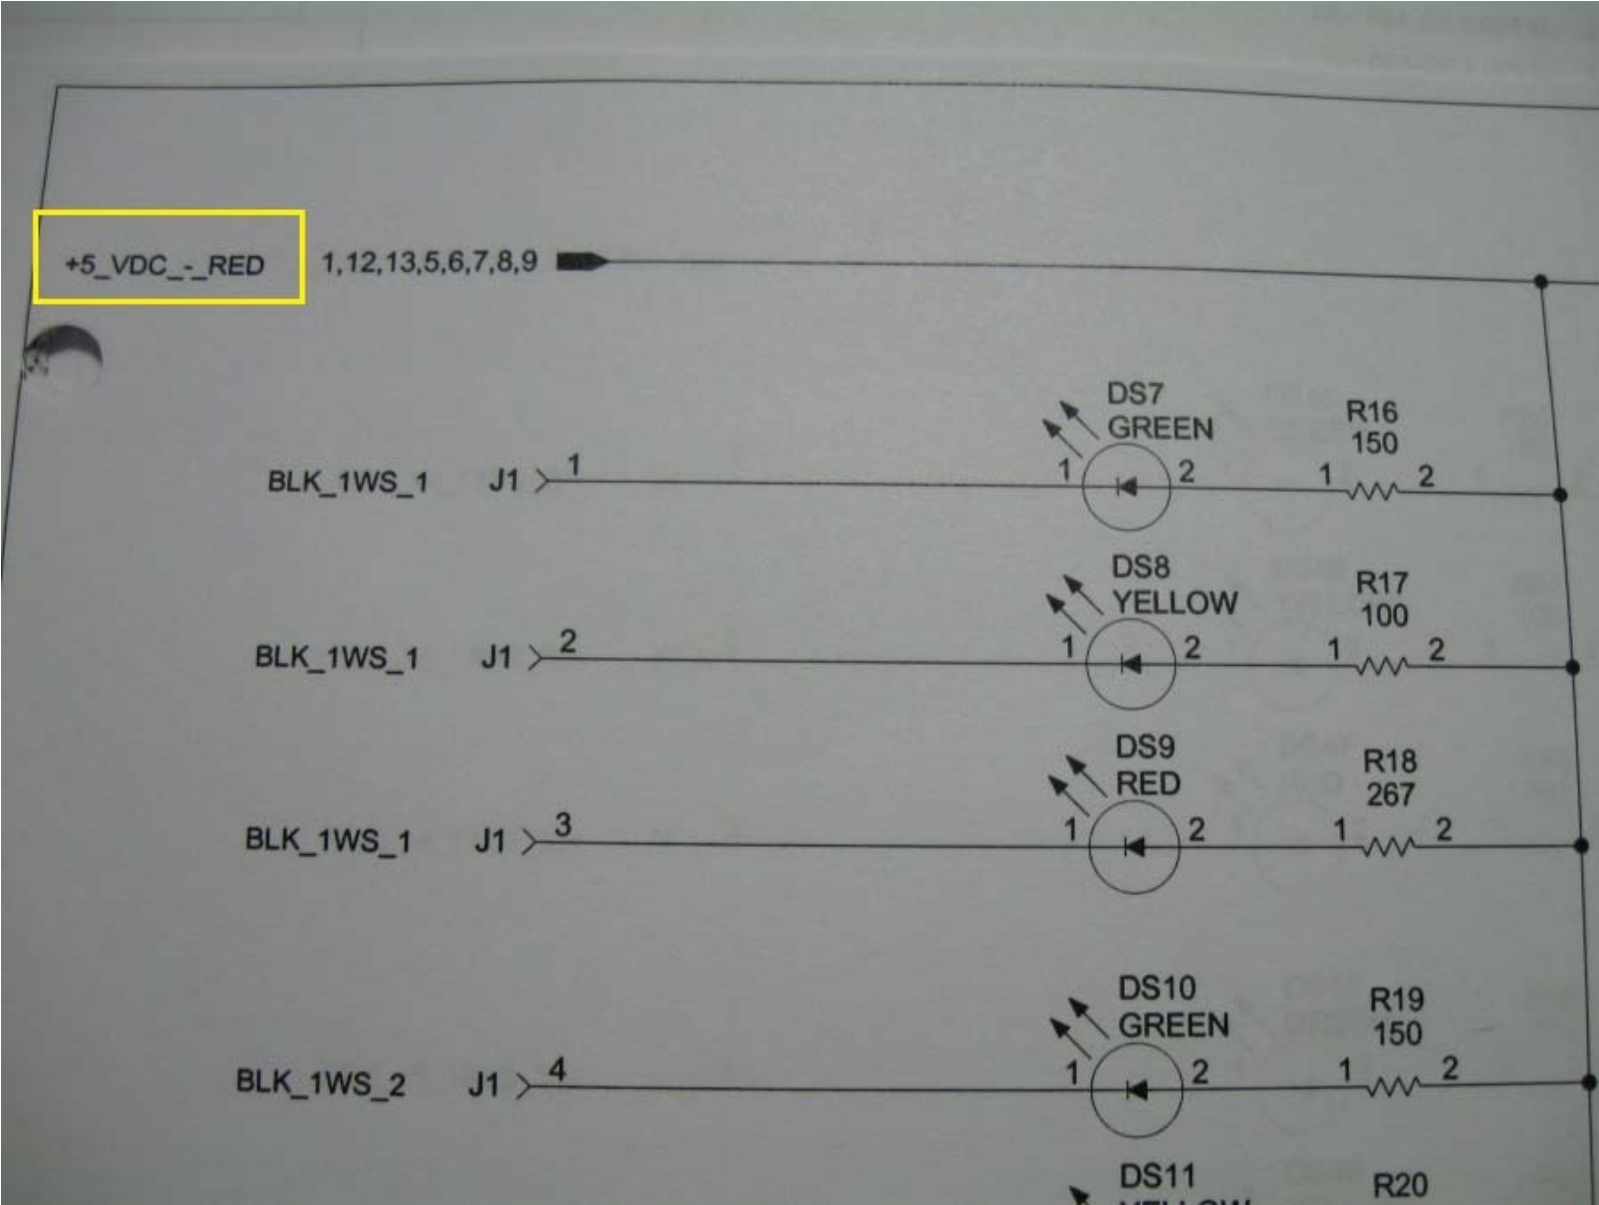 +5_VDC_-_RED 1,12,13,5,6,7,8,9
DS7
GREEN
R16
150
BLK_1WS_1 J1 1 1 2 1 2
DS8
YELLOW
R17
100
BLK_1WS_1 J1 2 1 2 1 2
DS9
RED
R18
267
BLK_1WS_1 J1 3 1 2 1 2
DS10
GREEN
R19
150
BLK_1WS_2 J1 4 1 2 1 2
DS11
YELLOW
R20